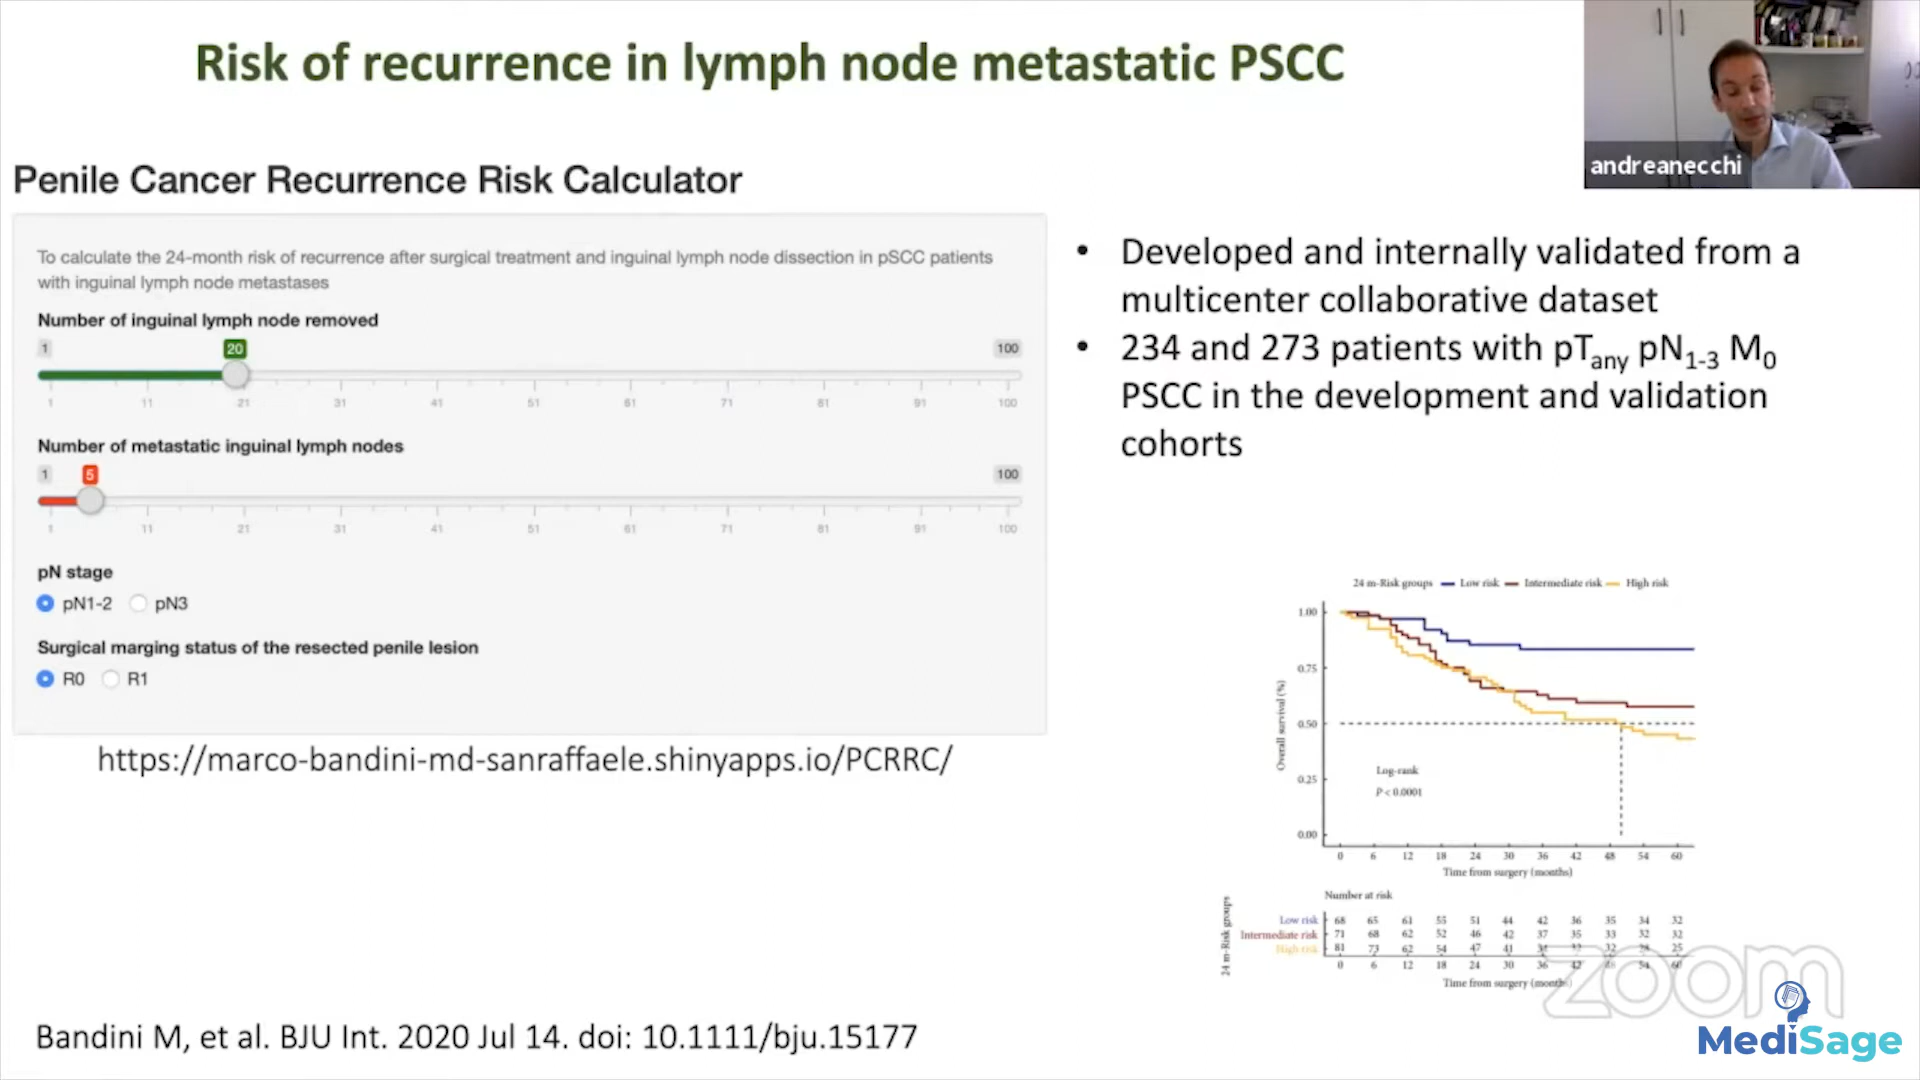 Risk of recurrence in lymph node metastatic PSCC
andreanecchi
Penile Cancer Recurrence Risk Calculator
To calculate the 24-month risk of recurrence after surgical treatment and inguinal lymph node dissection in pSCC patients
with inguinal lymph node metastases
Number of inguinal lymph node removed
1 20 100
1 11 21 31 41 51 61 71 81 91 100
Number of metastatic inguinal lymph nodes
1 5 100
1 11 21 31 41 51 61 71 81 91 100
pN stage
pN1-2 pN3
Surgical marging status of the resected penile lesion
R0 R1
https://marco-bandini-md-sanraffaele.shinyapps.io/PCRRC/
• Developed and internally validated from a
multicenter collaborative dataset
• 234 and 273 patients with pTany pN1-3 M0
PSCC in the development and validation
cohorts
24 m-Risk groups Low risk Intermediate risk High risk
1.00
0.75
0.50
0.25
0.00
Overall survival (%)
Log-rank
P < 0.0001
0 6 12 18 24 30 36 42 48 54 60
Time from surgery (months)
Number at risk
24 m-Risk groups
Low risk 68 65 61 55 51 44 42 36 35 34 32
Intermediate risk 71 68 62 52 46 42 37 35 33 32 32
High risk 81 73 62 54 47 41 32 25
0 6 12 18 24 30 36 42 48 54 60
Time from surgery (months)
zoom
MediSage
Bandini M, et al. BJU Int. 2020 Jul 14. doi: 10.1111/bju.15177